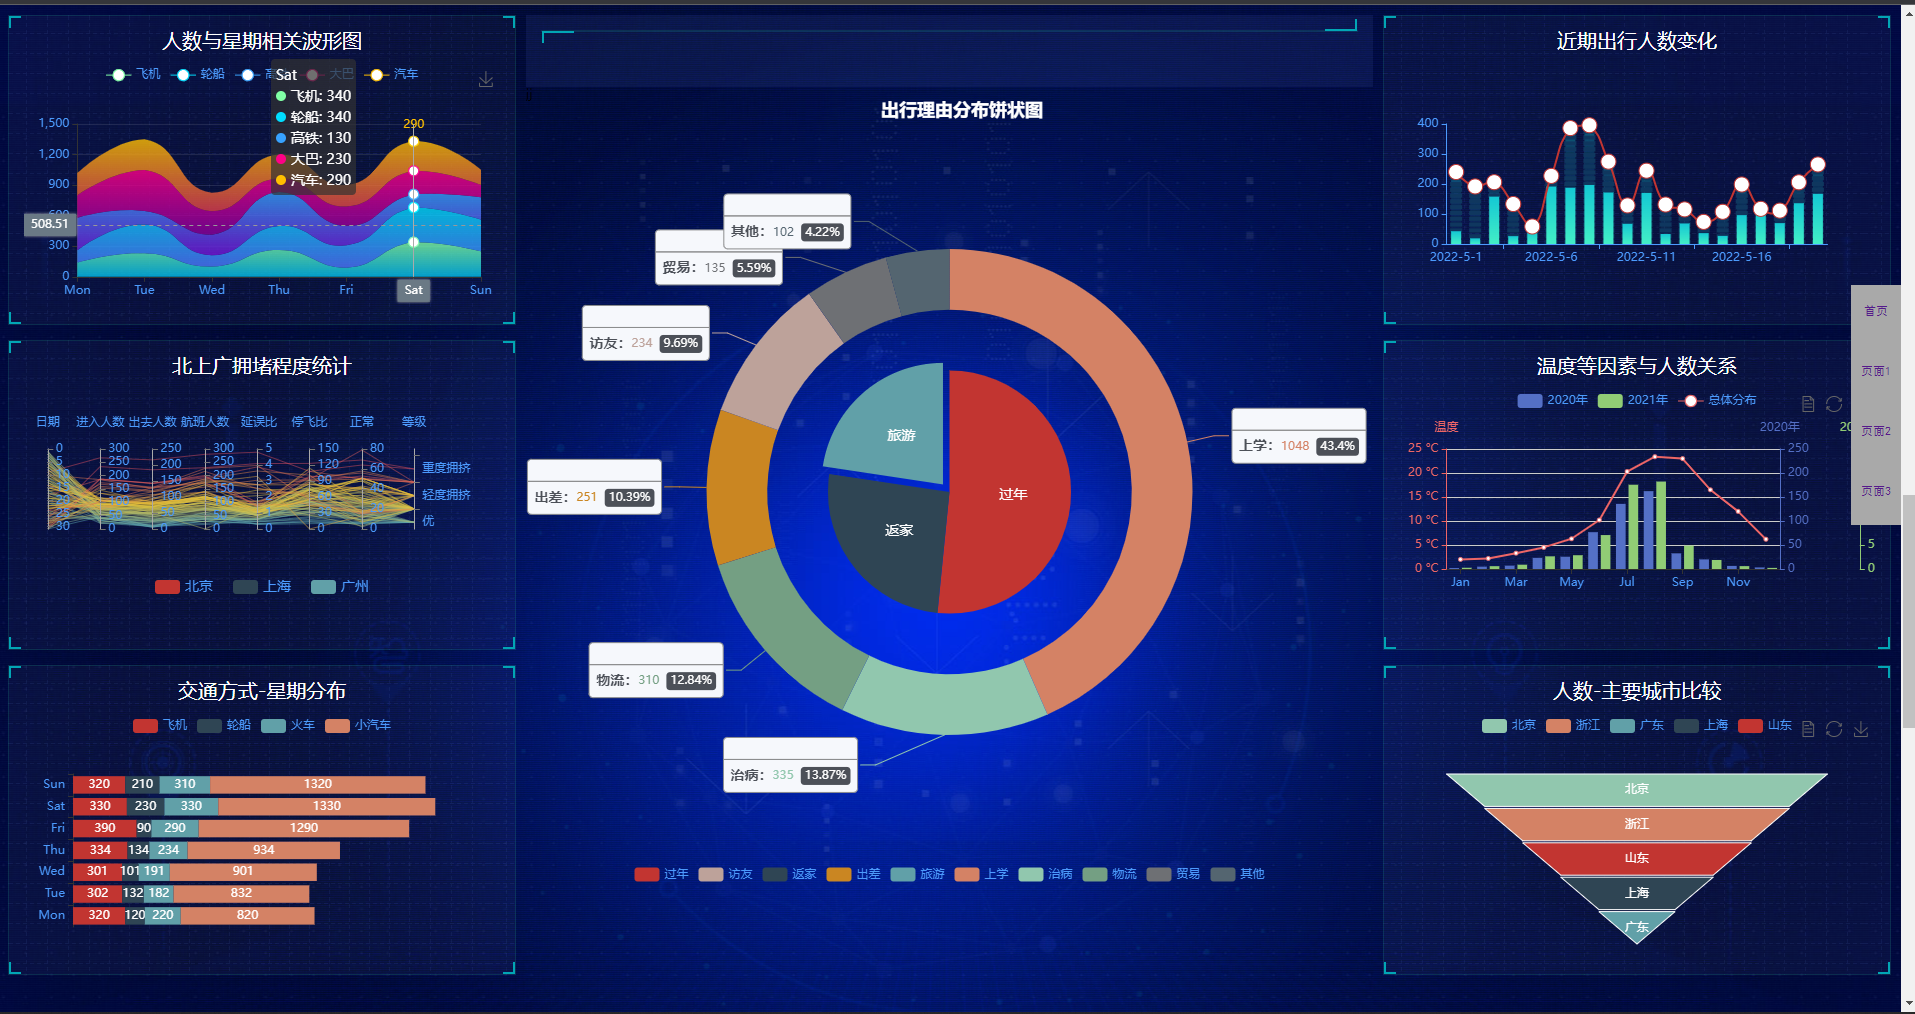 人数与星期相关波形图
飞机 轮船 高 大巴 汽车
Sat
飞机: 340
轮船: 340
高铁: 130
大巴: 230
汽车: 290
290
1,500
1,200
900
600
508.51
300
0
Mon Tue Wed Thu Fri Sat Sun
北上广拥堵程度统计
日期 进入人数 出去人数 航班人数 延误比 停飞比 正常 等级
0 300 250 300 5 150 80
250 200 250 4 120 60 重度拥挤
200 150 200 3 90 40
150 100 150 2 轻度拥挤
100 100
30 0 0 0 0 0 0 优
北京 上海 广州
交通方式-星期分布
飞机 轮船 火车 小汽车
Sun 320 210 310 1320
Sat 330 230 330 1330
Fri 390 90 290 1290
Thu 334 134 234 934
Wed 301 101 191 901
Tue 302 132 182 832
Mon 320 120 220 820
出行理由分布饼状图
其他: 102 4.22%
贸易: 135 5.59%
访友: 234 9.69%
上学: 1048 43.4%
出差: 251 10.39%
物流: 310 12.84%
治病: 335 13.87%
旅游
过年
返家
过年 访友 返家 出差 旅游 上学 治病 物流 贸易 其他
近期出行人数变化
400
300
200
100
0
2022-5-1 2022-5-6 2022-5-11 2022-5-16
首页
页面1
页面2
页面3
温度等因素与人数关系
2020年 2021年 总体分布
温度 2020年 20
25 °C 250
20 °C 200
15 °C 150
10 °C 100
5 °C 50 5
0 °C 0 0
Jan Mar May Jul Sep Nov
人数-主要城市比较
北京 浙江 广东 上海 山东
北京
浙江
山东
上海
广东